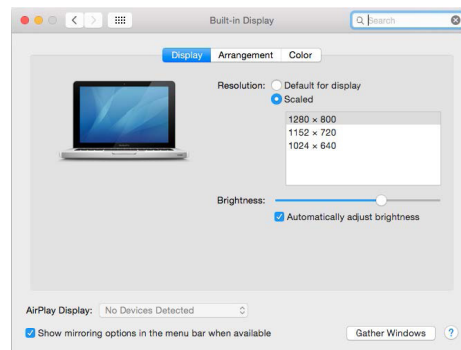 Built-in Display
Search
Display Arrangement Color
Resolution: Default for display
Scaled
1280 × 800
1152 × 720
1024 × 640
Brightness:
Automatically adjust brightness
AirPlay Display: No Devices Detected
Show mirroring options in the menu bar when available
Gather Windows ?